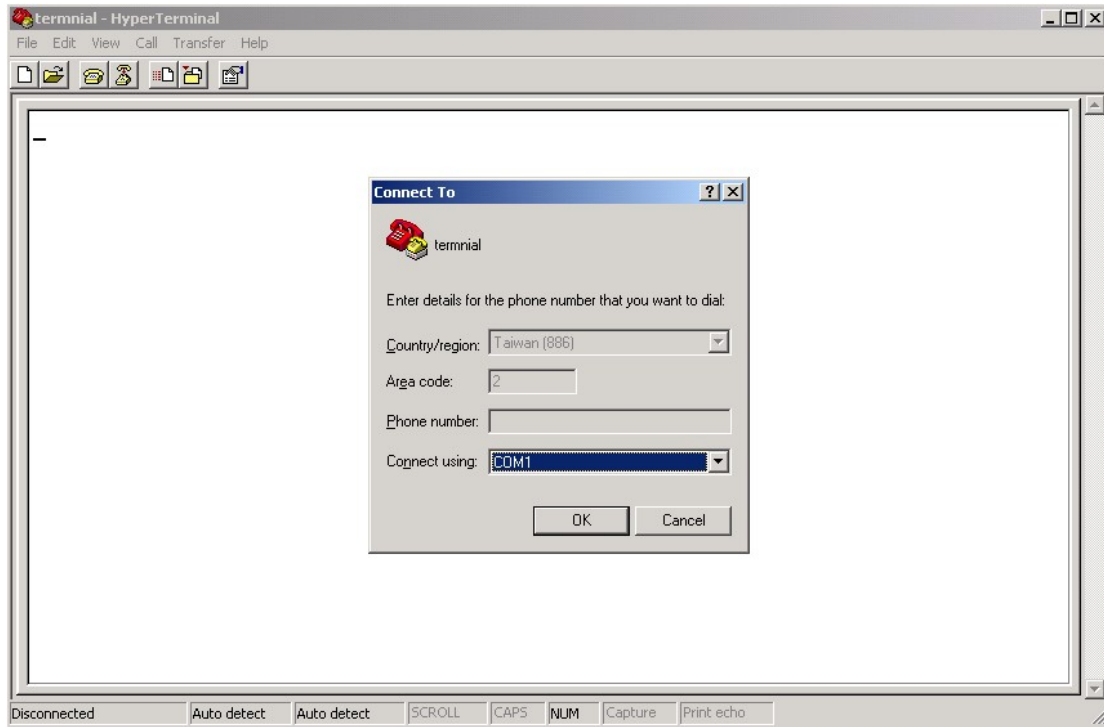 termnial - HyperTerminal
File Edit View Call Transfer Help
Connect To
termnial
Enter details for the phone number that you want to dial:
Country/region: Taiwan (886)
Area code: 2
Phone number:
Connect using: COM1
OK Cancel
Disconnected Auto detect Auto detect SCROLL CAPS NUM Capture Print echo